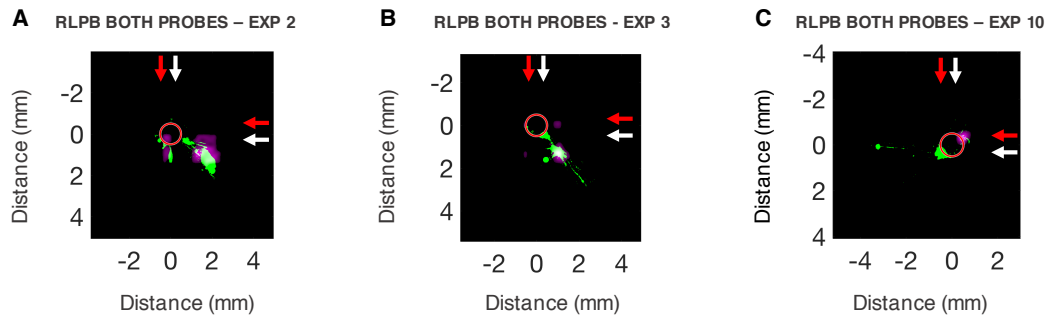 A RLPB BOTH PROBES – EXP 2
Distance (mm)
-2
0
2
4
-2 0 2 4
Distance (mm)
B RLPB BOTH PROBES - EXP 3
Distance (mm)
-2
0
2
4
-2 0 2 4
Distance (mm)
C RLPB BOTH PROBES – EXP 10
Distance (mm)
-4
-2
0
2
4
-4 -2 0 2
Distance (mm)